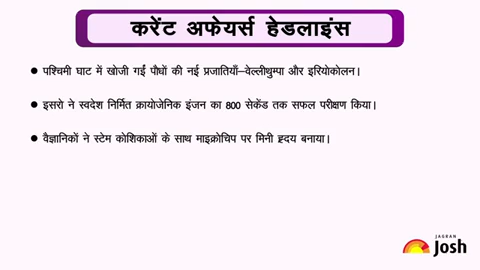 करेंट अफेयर्स हेडलाइंस
• पश्चिमी घाट में खोजी गईं पौधों की नई प्रजातियाँ–वेल्लीथुम्पा और इरियोकोलन।
• इसरो ने स्वदेश निर्मित क्रायोजेनिक इंजन का 800 सेकेंड तक सफल परीक्षण किया।
• वैज्ञानिकों ने स्टेम कोशिकाओं के साथ माइक्रोचिप पर मिनी ह्दय बनाया।
JAGRAN
Josh